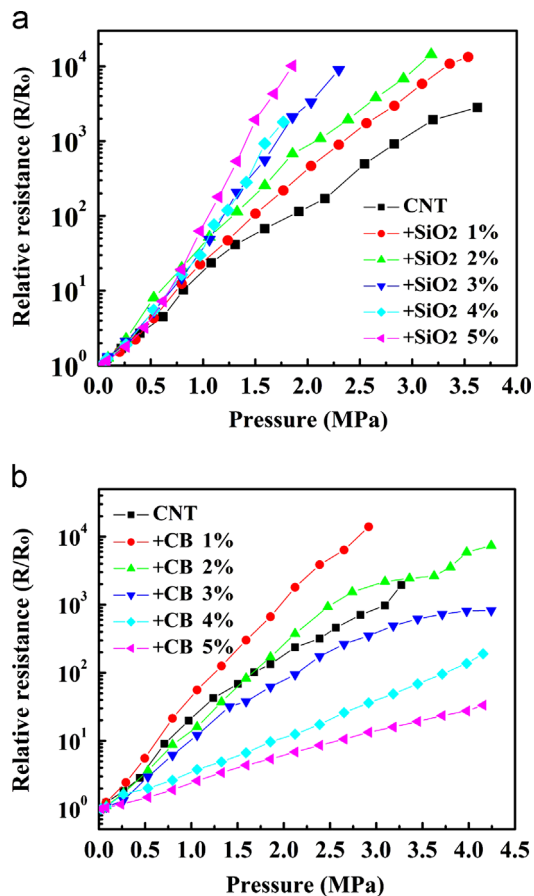 a
Relative resistance (R/Ro)
10⁴
10³
10²
10¹
10⁰
0.0 0.5 1.0 1.5 2.0 2.5 3.0 3.5 4.0
Pressure (MPa)
CNT
+SiO2 1%
+SiO2 2%
+SiO2 3%
+SiO2 4%
+SiO2 5%
b
Relative resistance (R/Ro)
10⁴
10³
10²
10¹
10⁰
0.0 0.5 1.0 1.5 2.0 2.5 3.0 3.5 4.0 4.5
Pressure (MPa)
CNT
+CB 1%
+CB 2%
+CB 3%
+CB 4%
+CB 5%